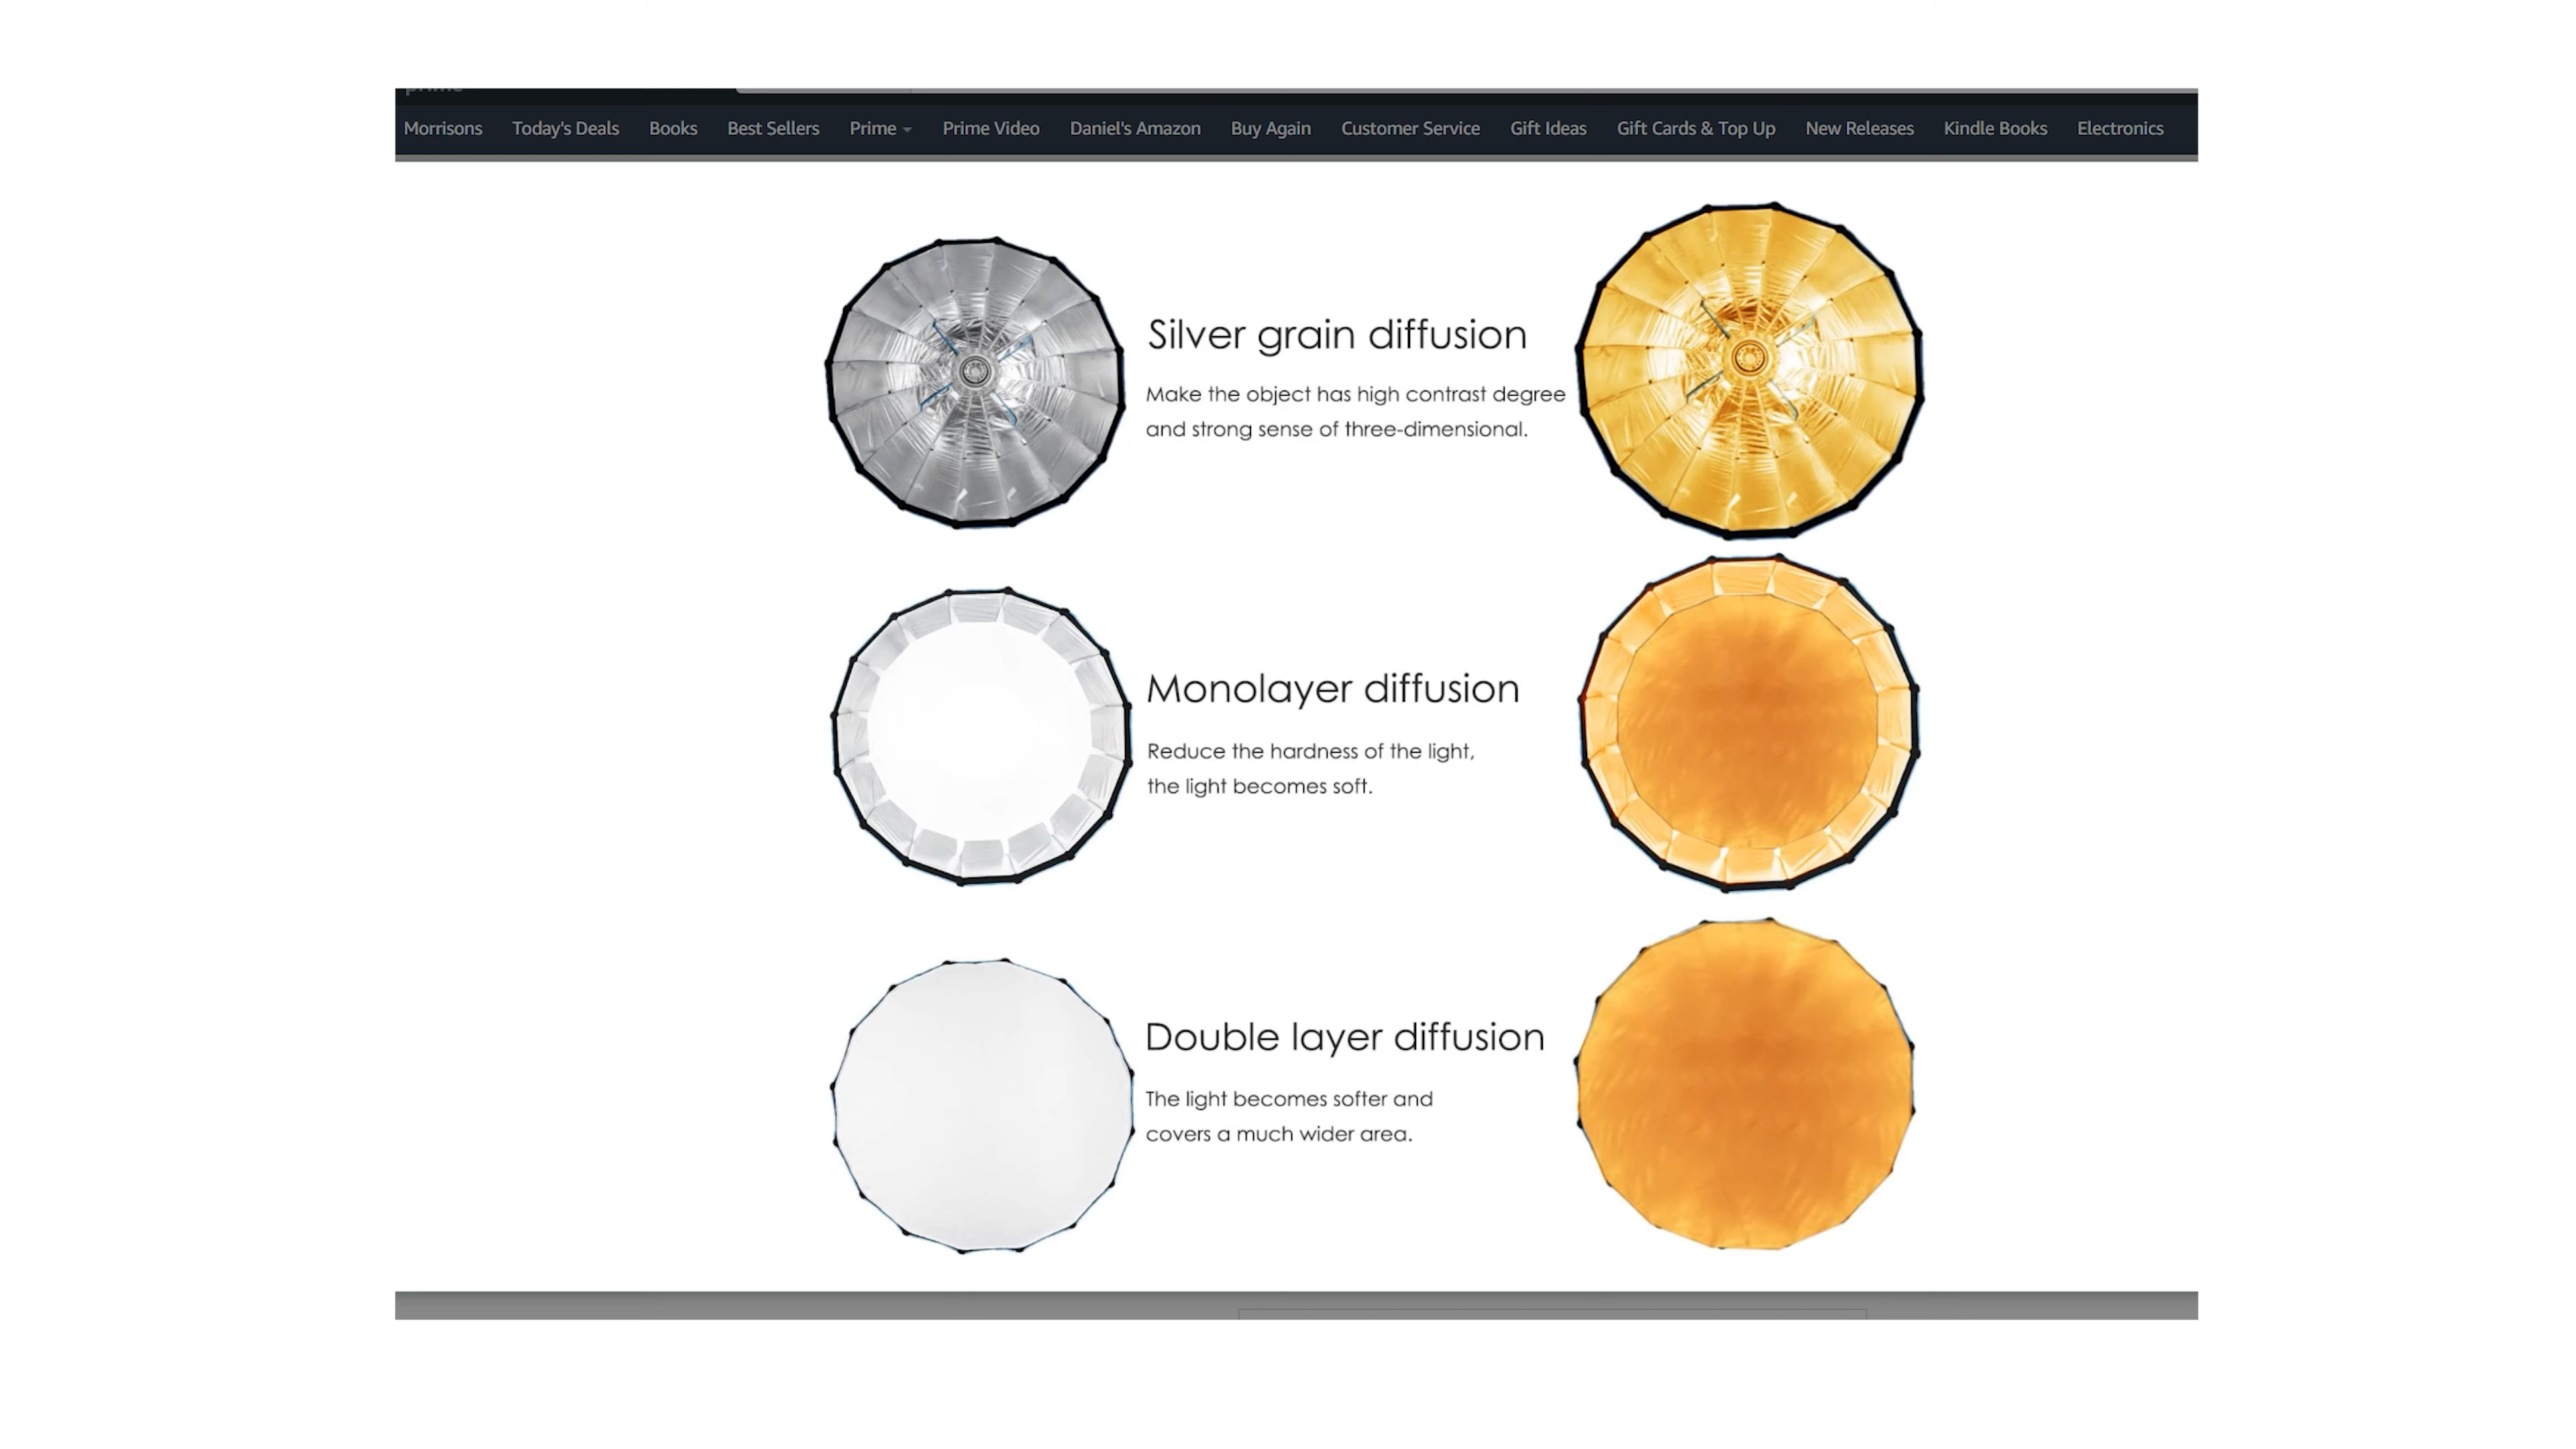 Morrisons Today's Deals Books Best Sellers Prime Prime Video Daniel's Amazon Buy Again Customer Service Gift Ideas Gift Cards & Top Up New Releases Kindle Books Electronics
Silver grain diffusion
Make the object has high contrast degree
and strong sense of three-dimensional.
Monolayer diffusion
Reduce the hardness of the light,
the light becomes soft.
Double layer diffusion
The light becomes softer and
covers a much wider area.